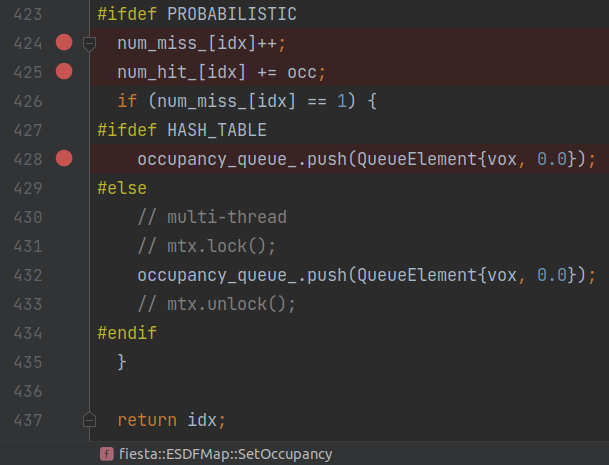 423 #ifdef PROBABILISTIC
424 num_miss_[idx]++;
425 num_hit_[idx] += occ;
426 if (num_miss_[idx] == 1) {
427 #ifdef HASH_TABLE
428 occupancy_queue_.push(QueueElement{vox, 0.0});
429 #else
430 // multi-thread
431 // mtx.lock();
432 occupancy_queue_.push(QueueElement{vox, 0.0});
433 // mtx.unlock();
434 #endif
435 }
436
437 return idx;
f fiesta::ESDFMap::SetOccupancy